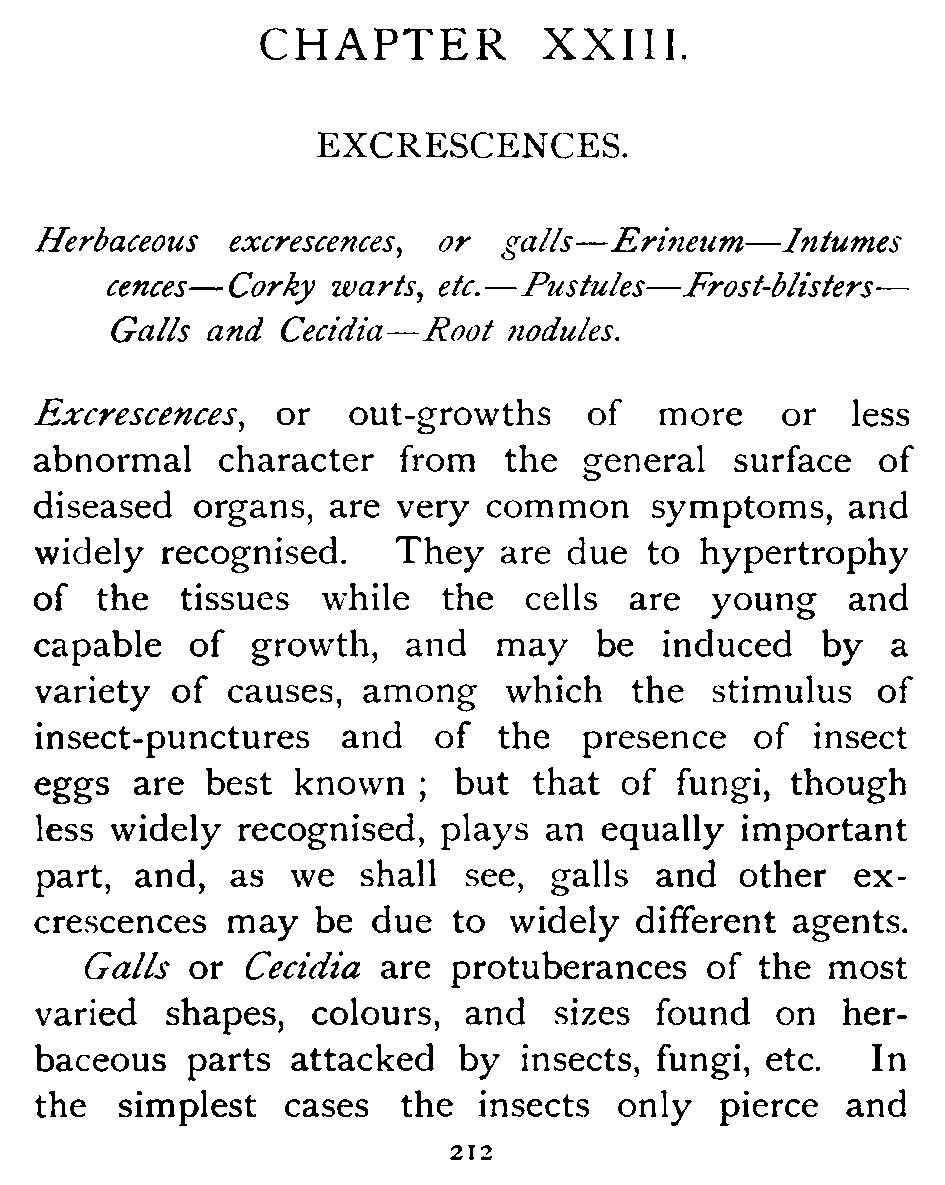 CHAPTER XXIII.
EXCRESCENCES.
Herbaceous excrescences, or galls—Erineum—Intumes
cences—Corky warts, etc.—Pustules—Frost-blisters—
Galls and Cecidia—Root nodules.
Excrescences, or out-growths of more or less
abnormal character from the general surface of
diseased organs, are very common symptoms, and
widely recognised. They are due to hypertrophy
of the tissues while the cells are young and
capable of growth, and may be induced by a
variety of causes, among which the stimulus of
insect-punctures and of the presence of insect
eggs are best known ; but that of fungi, though
less widely recognised, plays an equally important
part, and, as we shall see, galls and other ex-
crescences may be due to widely different agents.
Galls or Cecidia are protuberances of the most
varied shapes, colours, and sizes found on her-
baceous parts attacked by insects, fungi, etc. In
the simplest cases the insects only pierce and
212